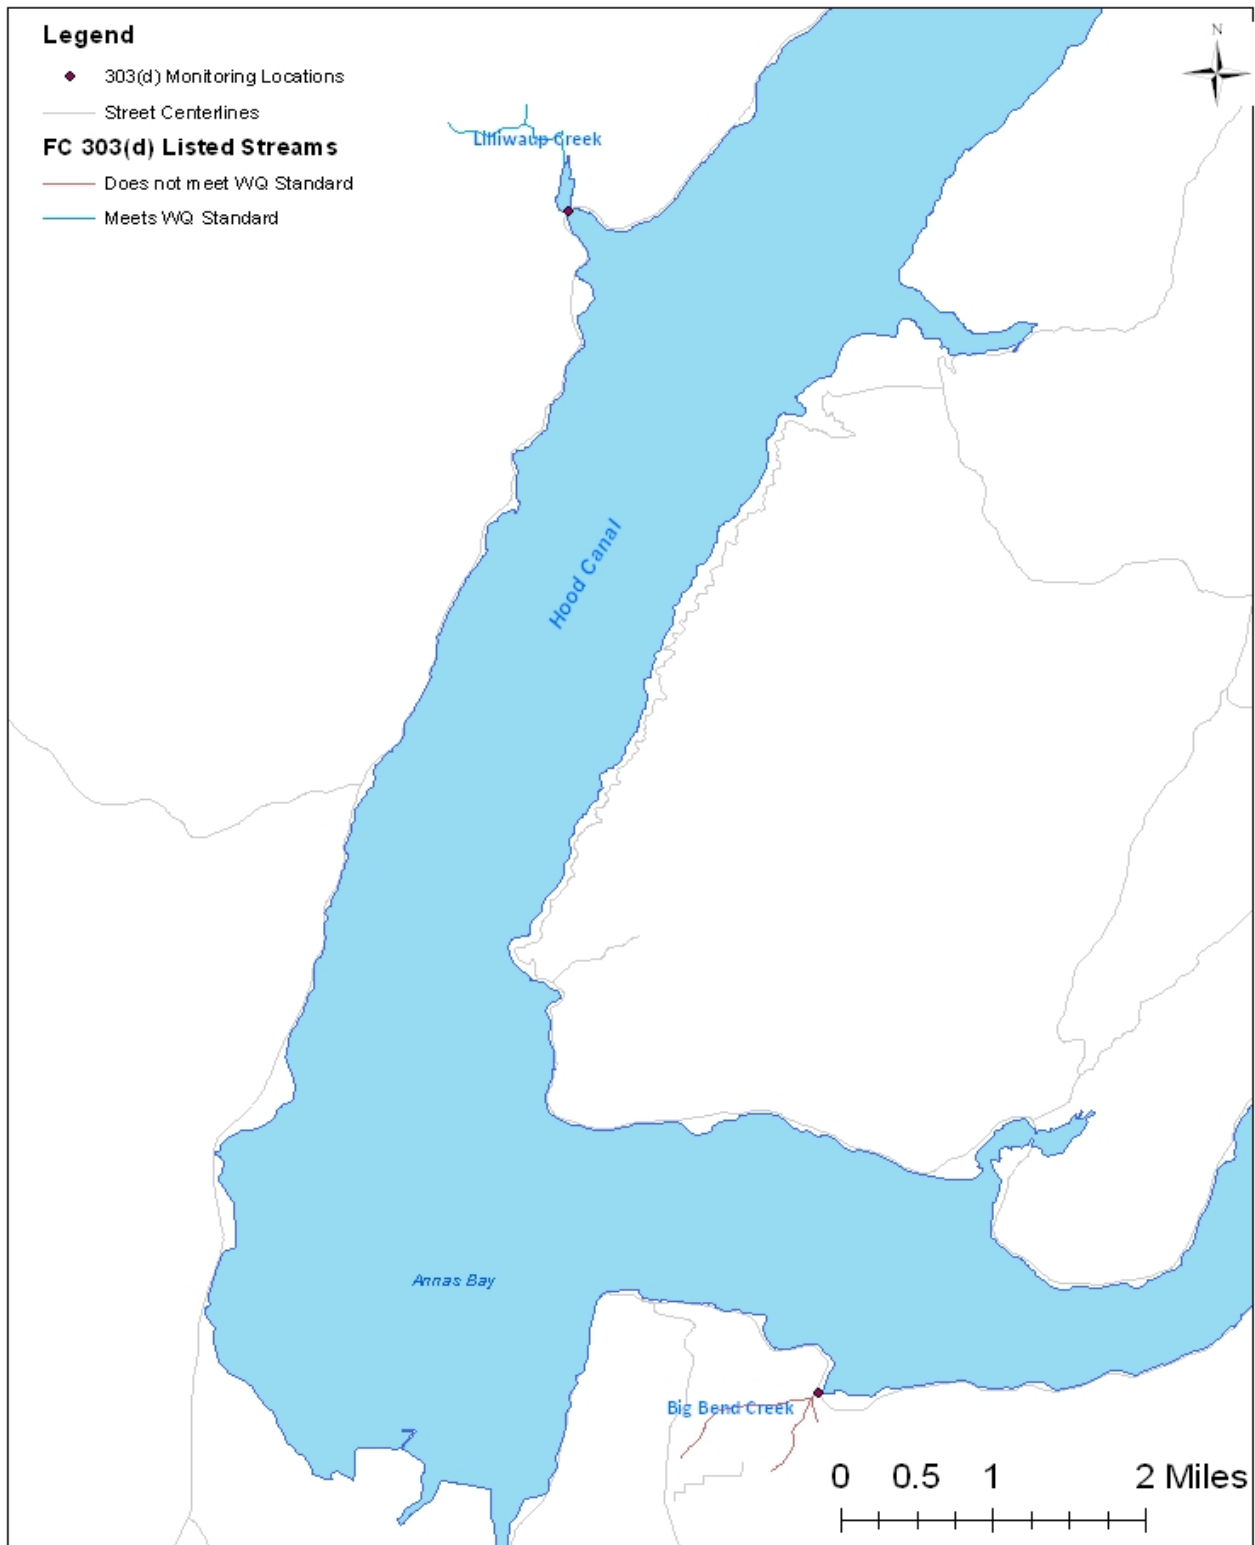 Legend
303(d) Monitoring Locations
Street Centerlines
FC 303(d) Listed Streams
Does not meet WQ Standard
Meets WQ Standard
N
Lilliwaup Creek
Hood Canal
Annas Bay
Big Bend Creek
0 0.5 1 2 Miles